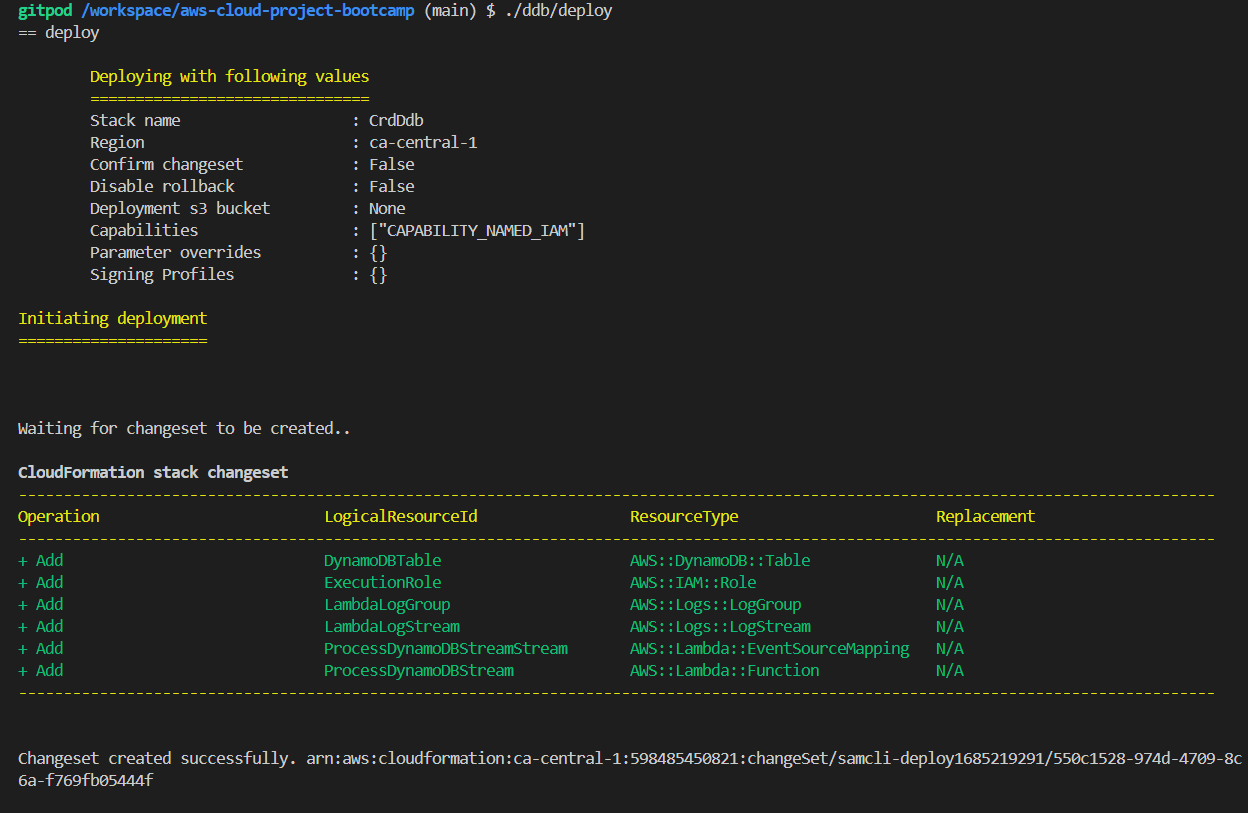 gitpod /workspace/aws-cloud-project-bootcamp (main) $ ./ddb/deploy
== deploy
Deploying with following values
===============================
Stack name : CrdDdb
Region : ca-central-1
Confirm changeset : False
Disable rollback : False
Deployment s3 bucket : None
Capabilities : ["CAPABILITY_NAMED_IAM"]
Parameter overrides : {}
Signing Profiles : {}
Initiating deployment
=====================
Waiting for changeset to be created..
CloudFormation stack changeset
-------------------------------------------------------------------------------------------------------------------------------------
Operation LogicalResourceId ResourceType Replacement
-------------------------------------------------------------------------------------------------------------------------------------
+ Add DynamoDBTable AWS::DynamoDB::Table N/A
+ Add ExecutionRole AWS::IAM::Role N/A
+ Add LambdaLogGroup AWS::Logs::LogGroup N/A
+ Add LambdaLogStream AWS::Logs::LogStream N/A
+ Add ProcessDynamoDBStreamStream AWS::Lambda::EventSourceMapping N/A
+ Add ProcessDynamoDBStream AWS::Lambda::Function N/A
-------------------------------------------------------------------------------------------------------------------------------------
Changeset created successfully. arn:aws:cloudformation:ca-central-1:598485450821:changeSet/samcli-deploy1685219291/550c1528-974d-4709-8c
6a-f769fb05444f